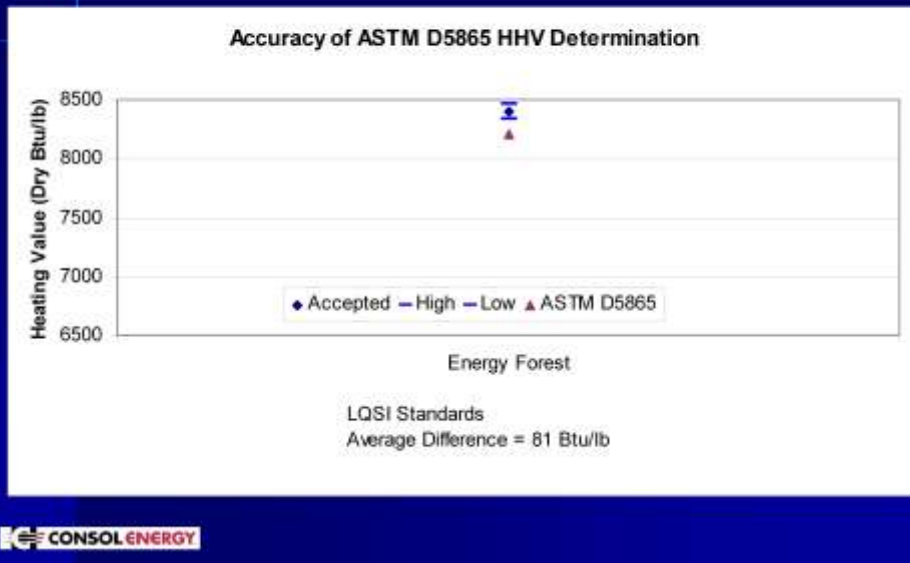 Accuracy of ASTM D5865 HHV Determination
Heating Value (Dry Btu/lb)
8500
8000
7500
7000
6500
Accepted High Low ASTM D5865
Energy Forest
LQSI Standards
Average Difference = 81 Btu/lb
CONSOL ENERGY